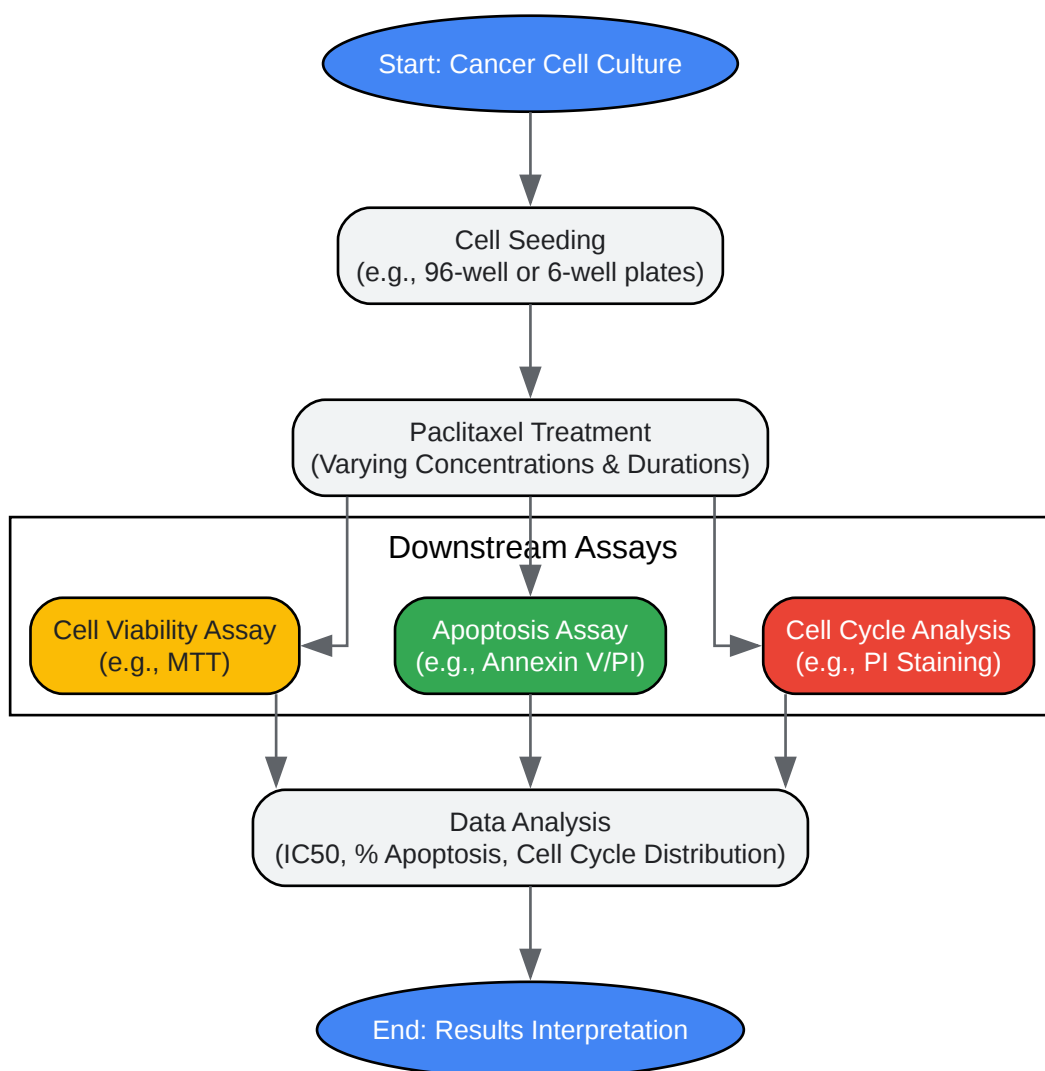 Start: Cancer Cell Culture
Cell Seeding
(e.g., 96-well or 6-well plates)
Paclitaxel Treatment
(Varying Concentrations & Durations)
Downstream Assays
Cell Viability Assay
(e.g., MTT)
Apoptosis Assay
(e.g., Annexin V/PI)
Cell Cycle Analysis
(e.g., PI Staining)
Data Analysis
(IC50, % Apoptosis, Cell Cycle Distribution)
End: Results Interpretation